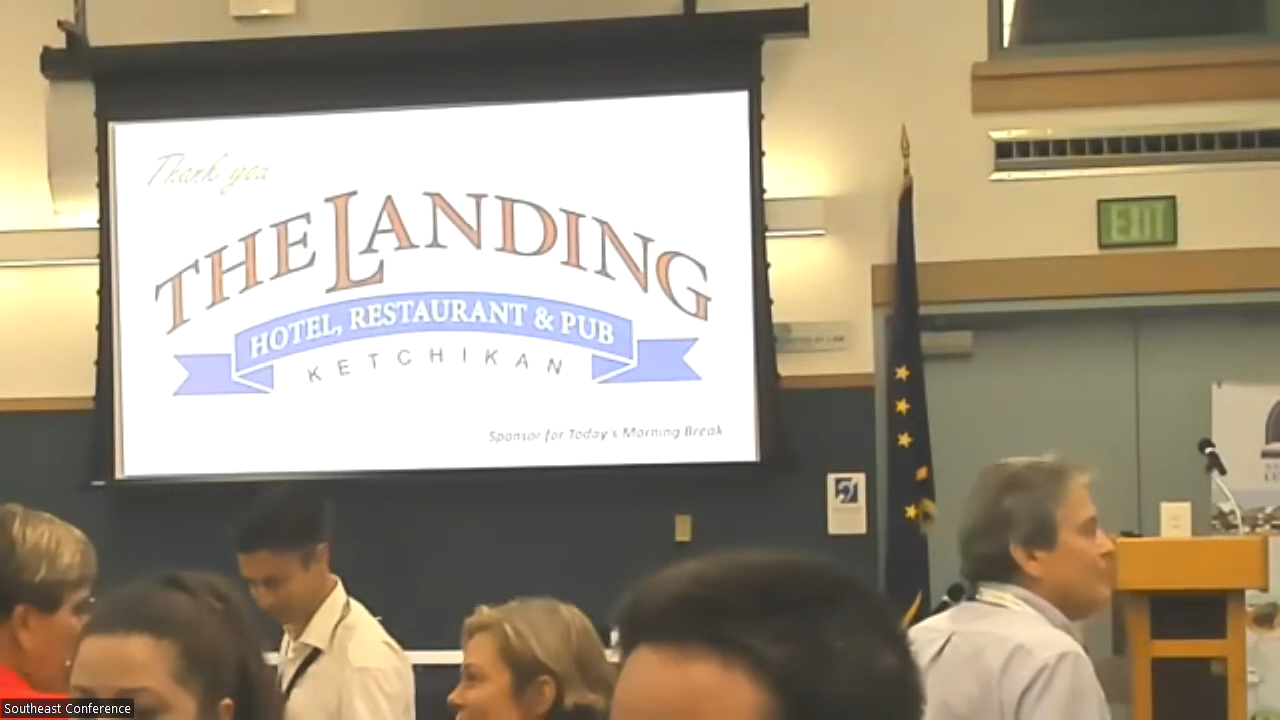 Thank you
THE LANDING
HOTEL, RESTAURANT & PUB
KETCHIKAN
Sponsor for Today's Morning Break
EXIT
Southeast Conference